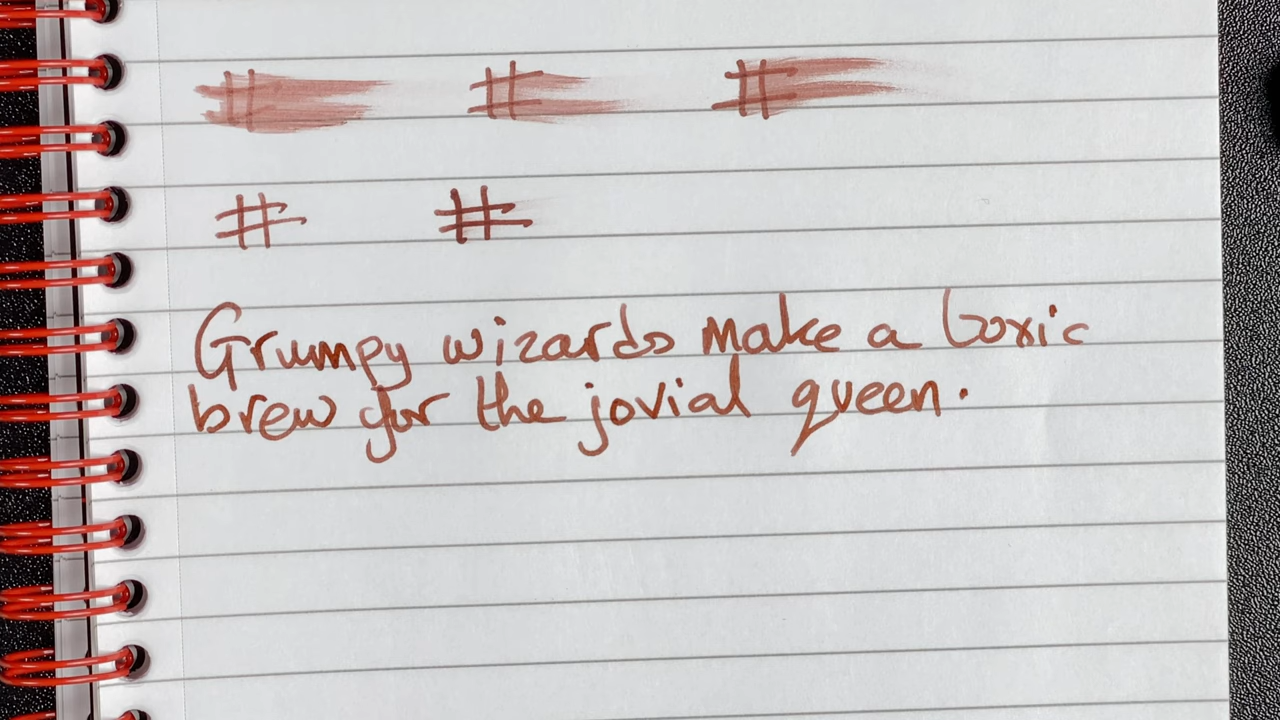 # # #
# #
Grumpy wizards make a toxic
brew for the jovial queen.